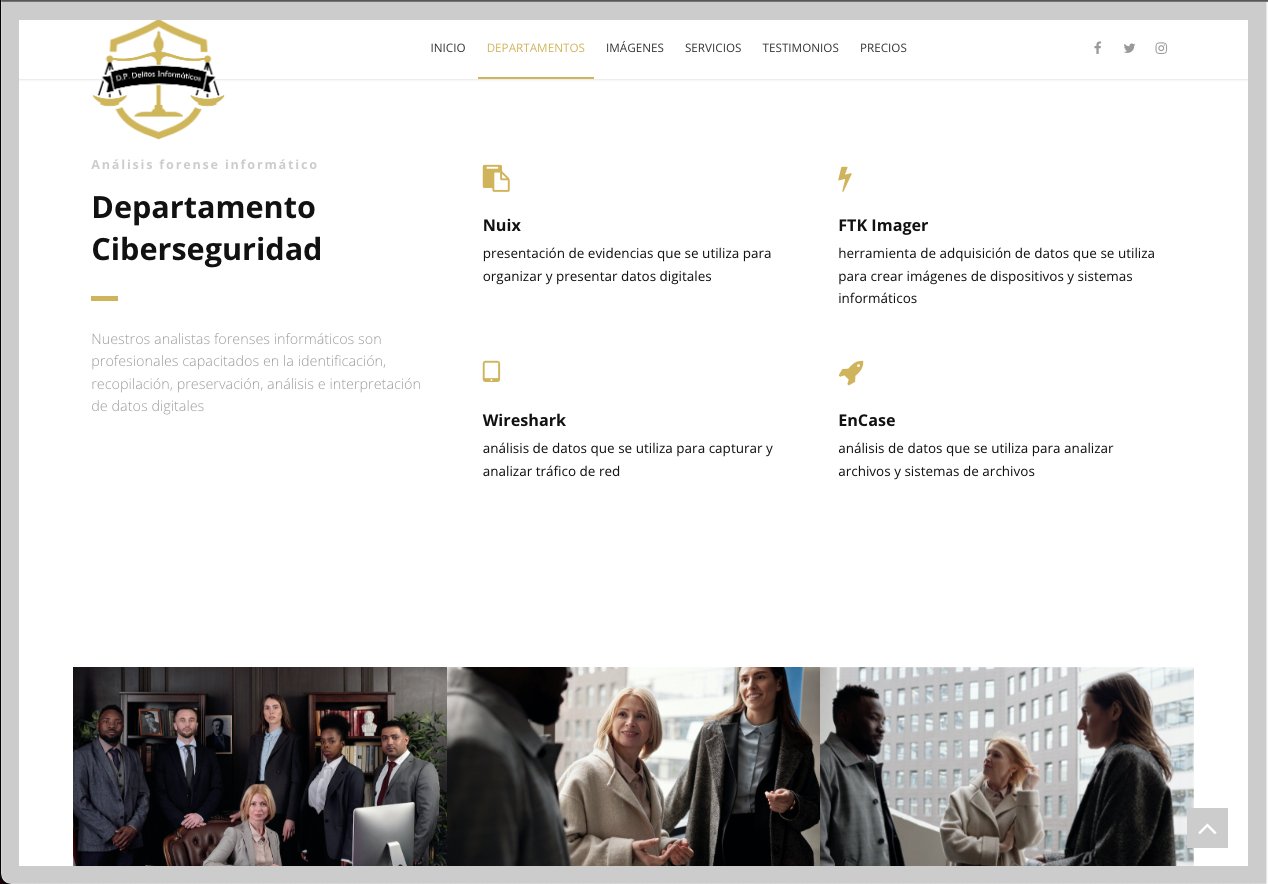 D.P. Delitos Informáticos
INICIO
DEPARTAMENTOS
IMÁGENES
SERVICIOS
TESTIMONIOS
PRECIOS
Análisis forense informático
Departamento
Ciberseguridad
Nuestros analistas forenses informáticos son
profesionales capacitados en la identificación,
recopilación, preservación, análisis e interpretación
de datos digitales
Nuix
presentación de evidencias que se utiliza para
organizar y presentar datos digitales
FTK Imager
herramienta de adquisición de datos que se utiliza
para crear imágenes de dispositivos y sistemas
informáticos
Wireshark
análisis de datos que se utiliza para capturar y
analizar tráfico de red
EnCase
análisis de datos que se utiliza para analizar
archivos y sistemas de archivos